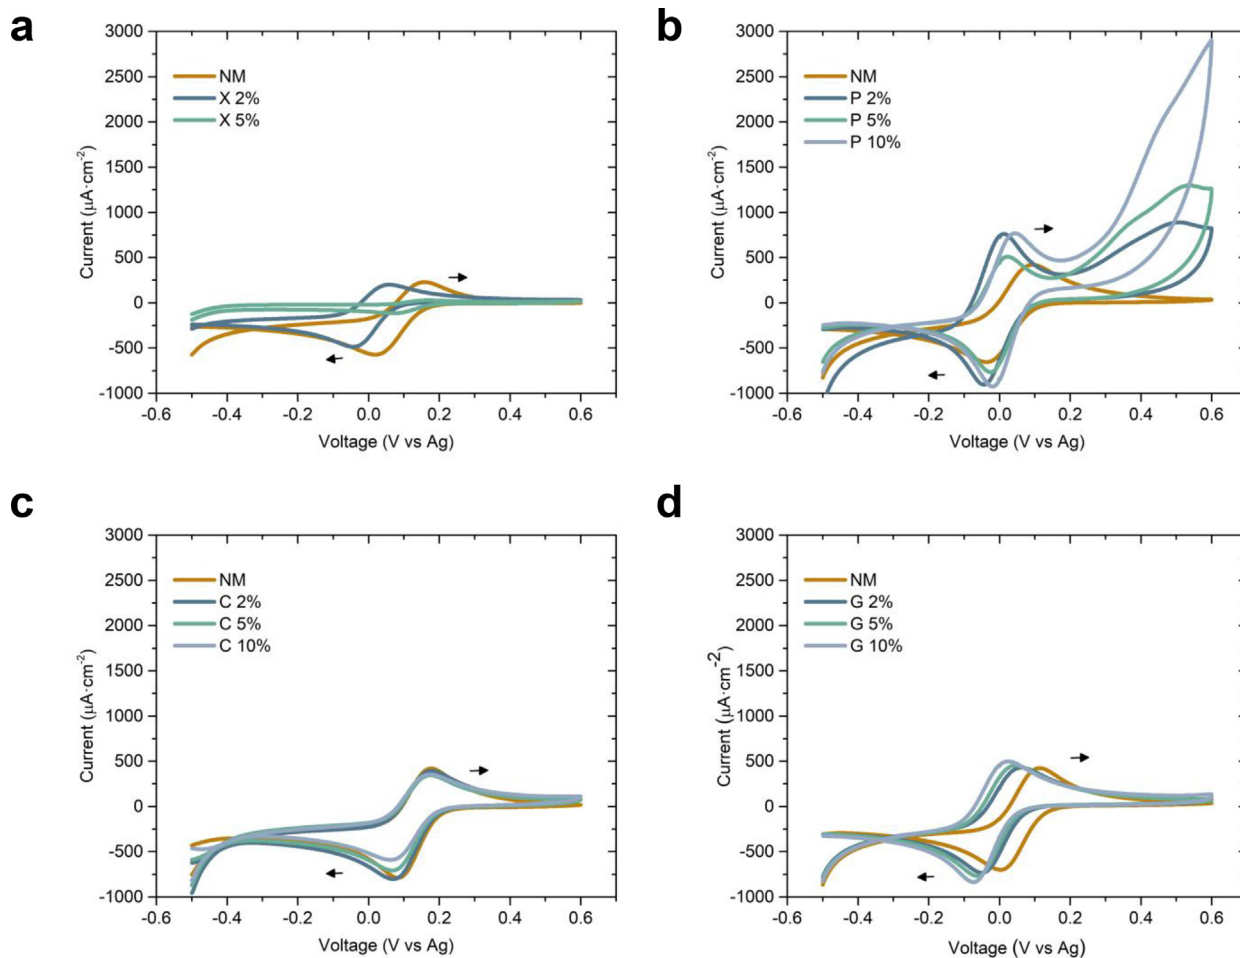 a
3000
2500
2000
1500
1000
500
0
-500
-1000
Current (μA·cm⁻²)
NM
X 2%
X 5%
-0.6 -0.4 -0.2 0.0 0.2 0.4 0.6
Voltage (V vs Ag)
b
3000
2500
2000
1500
1000
500
0
-500
-1000
Current (μA·cm⁻²)
NM
P 2%
P 5%
P 10%
-0.6 -0.4 -0.2 0.0 0.2 0.4 0.6
Voltage (V vs Ag)
c
3000
2500
2000
1500
1000
500
0
-500
-1000
Current (μA·cm⁻²)
NM
C 2%
C 5%
C 10%
-0.6 -0.4 -0.2 0.0 0.2 0.4 0.6
Voltage (V vs Ag)
d
3000
2500
2000
1500
1000
500
0
-500
-1000
Current (μA·cm⁻²)
NM
G 2%
G 5%
G 10%
-0.6 -0.4 -0.2 0.0 0.2 0.4 0.6
Voltage (V vs Ag)